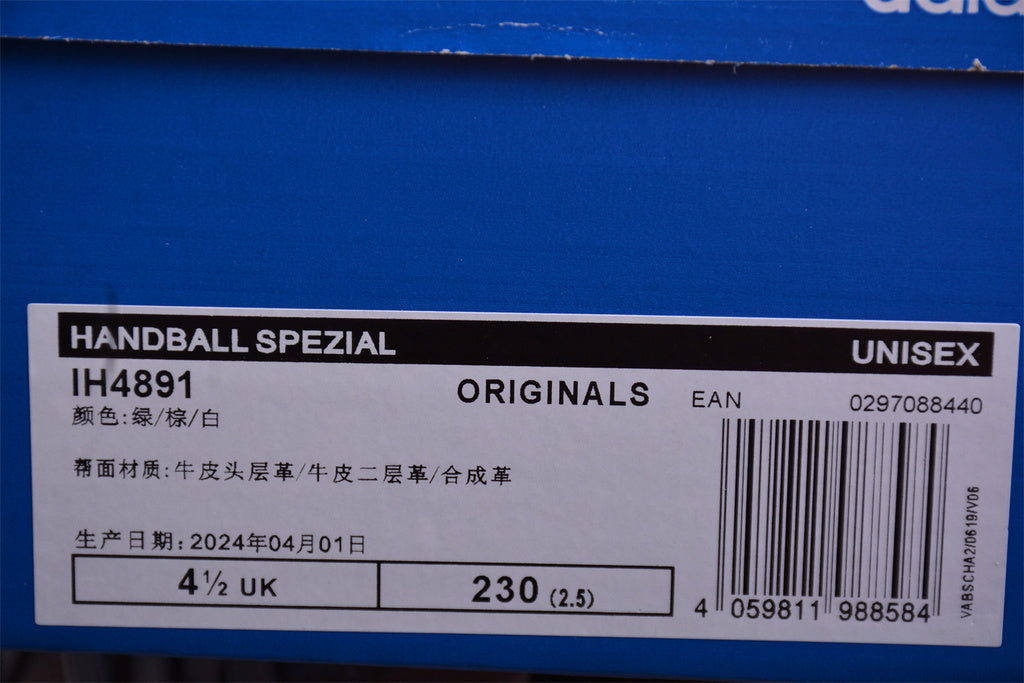 adidas
HANDBALL SPEZIAL
UNISEX
IH4891
ORIGINALS
EAN
0297088440
颜色:绿/棕/白
帮面材质:牛皮头层革/牛皮二层革/合成革
生产日期:2024年04月01日
4½ UK
230 (2.5)
4 059811 988584
VABSCHA2/0619/V06